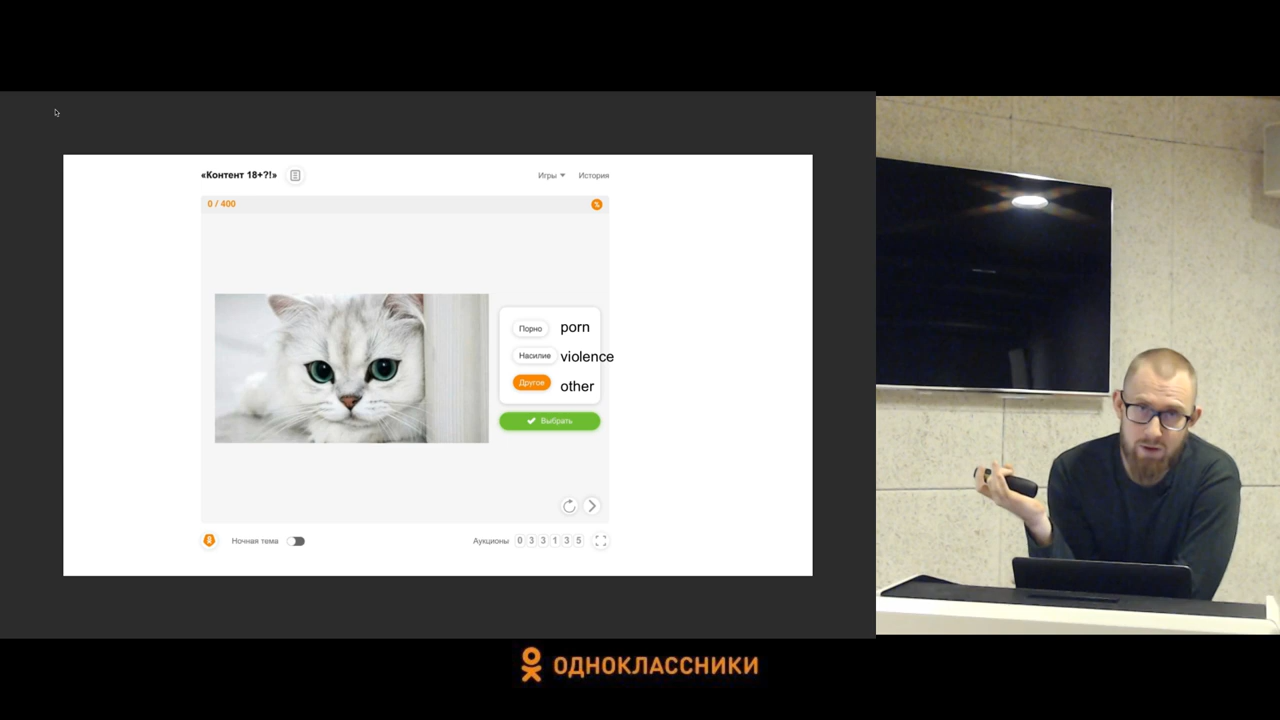 «Контент 18+?!»
Игры
История
0 / 400
Порно
porn
Насилие
violence
Другое
other
Выбрать
Ночная тема
Аукционы
0 3 3 1 3 5
ОДНОКЛАССНИКИ